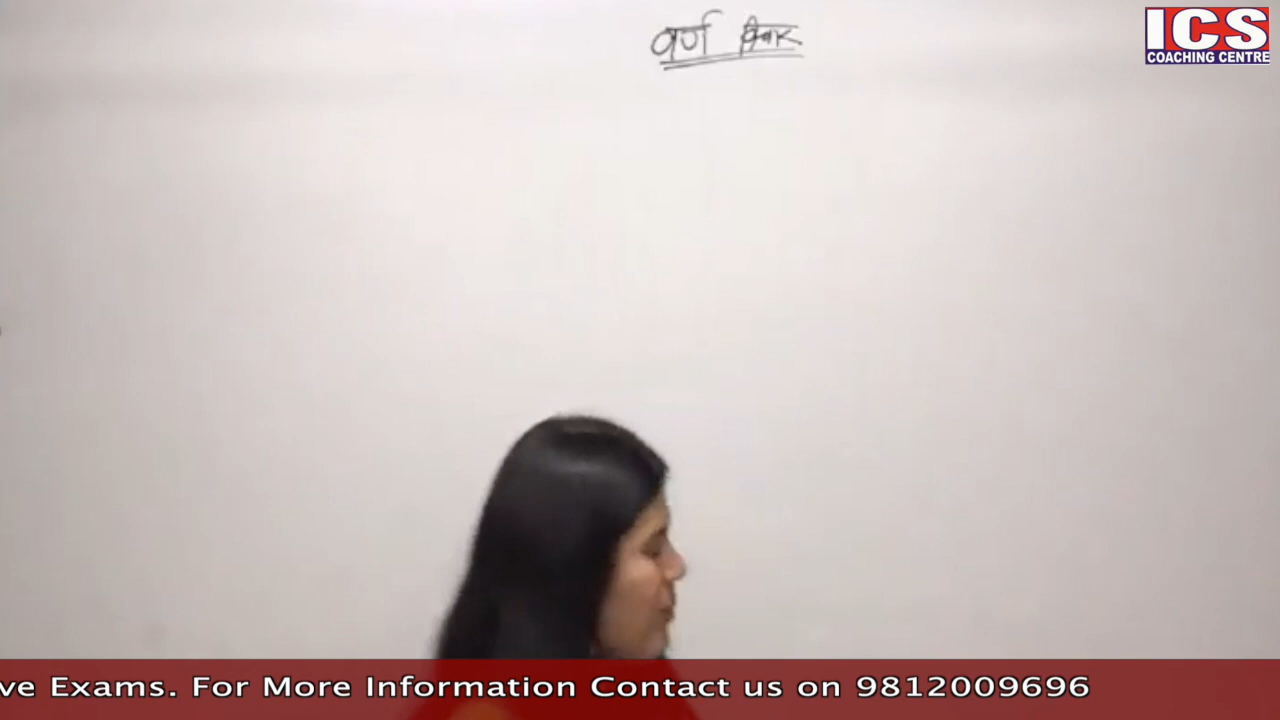 वर्ण विचार
ICS
COACHING CENTRE
ve Exams. For More Information Contact us on 9812009696